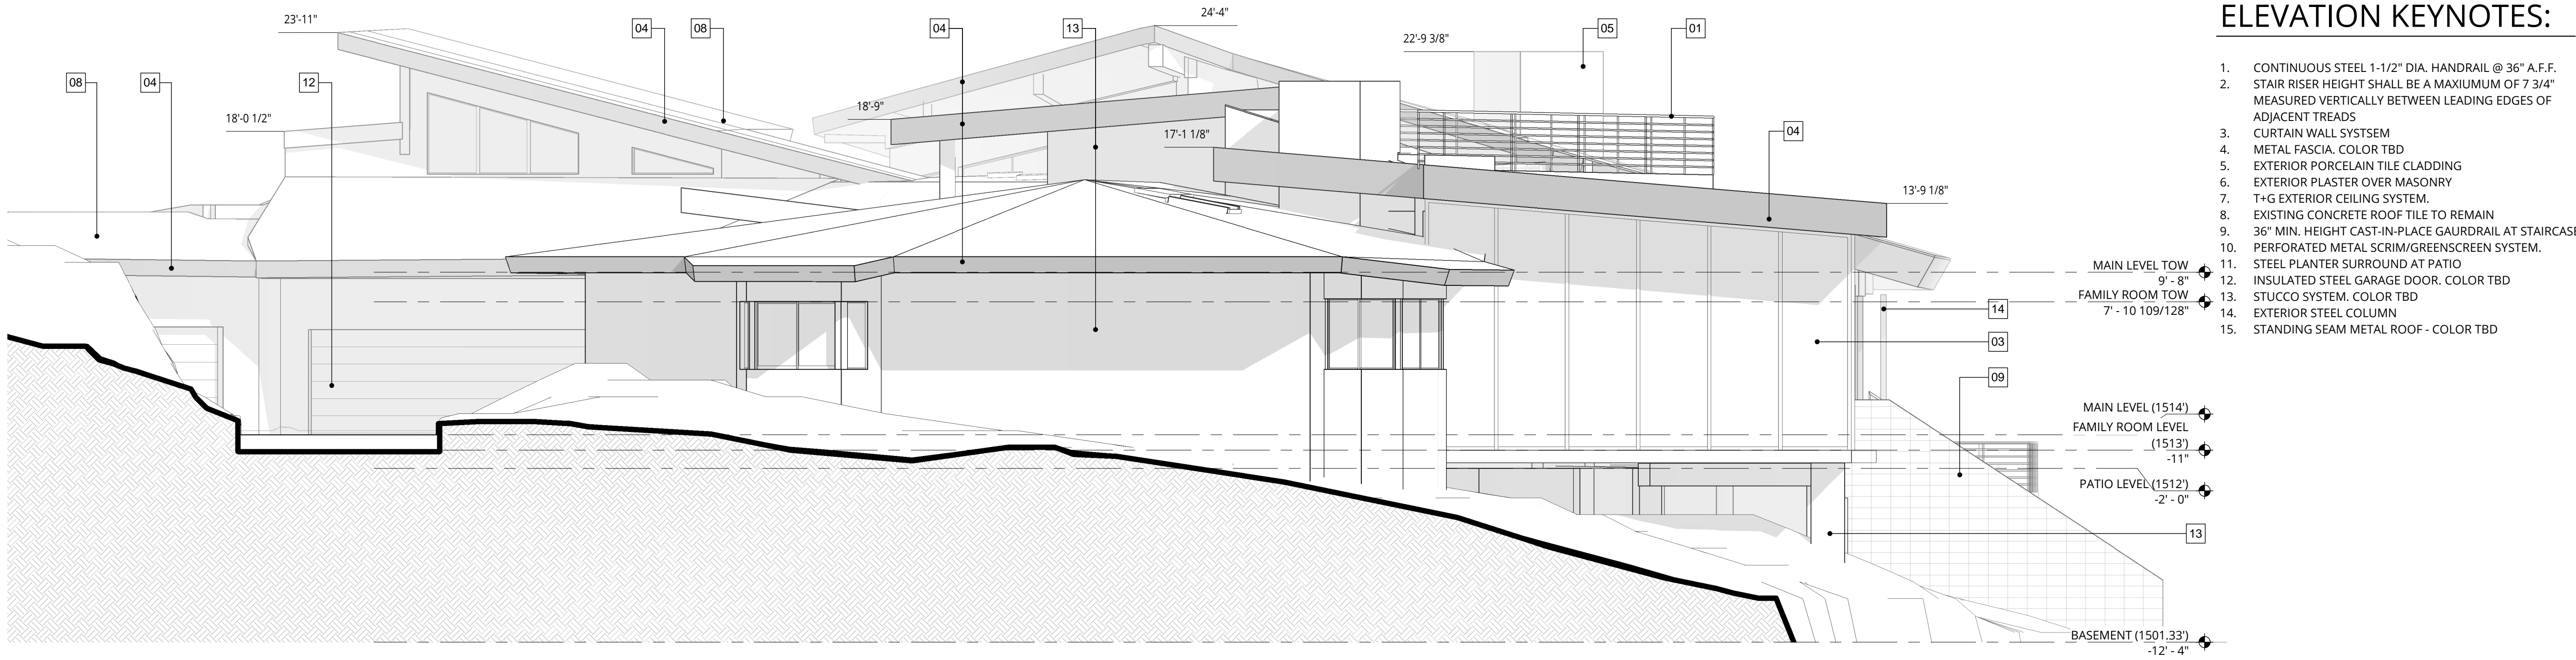 23'-11"
04
08
04
13
24'-4"
05
01
22'-9 3/8"
08
04
12
18'-0 1/2"
18'-9"
17'-1 1/8"
04
13'-9 1/8"
MAIN LEVEL TOW
9' - 8"
FAMILY ROOM TOW
7' - 10 109/128"
14
03
09
MAIN LEVEL (1514')
FAMILY ROOM LEVEL
(1513')
-11"
PATIO LEVEL (1512')
-2' - 0"
13
BASEMENT (1501.33')
-12' - 4"
ELEVATION KEYNOTES:
1. CONTINUOUS STEEL 1-1/2" DIA. HANDRAIL @ 36" A.F.F.
2. STAIR RISER HEIGHT SHALL BE A MAXIUMUM OF 7 3/4"
MEASURED VERTICALLY BETWEEN LEADING EDGES OF
ADJACENT TREADS
3. CURTAIN WALL SYSTSEM
4. METAL FASCIA. COLOR TBD
5. EXTERIOR PORCELAIN TILE CLADDING
6. EXTERIOR PLASTER OVER MASONRY
7. T+G EXTERIOR CEILING SYSTEM.
8. EXISTING CONCRETE ROOF TILE TO REMAIN
9. 36" MIN. HEIGHT CAST-IN-PLACE GAURDRAIL AT STAIRCASE
10. PERFORATED METAL SCRIM/GREENSCREEN SYSTEM.
11. STEEL PLANTER SURROUND AT PATIO
12. INSULATED STEEL GARAGE DOOR. COLOR TBD
13. STUCCO SYSTEM. COLOR TBD
14. EXTERIOR STEEL COLUMN
15. STANDING SEAM METAL ROOF - COLOR TBD